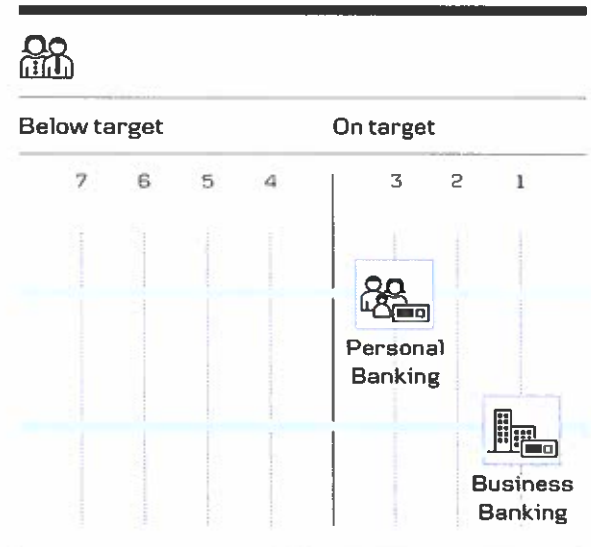 Below target On target
7 6 5 4 3 2 1
Personal
Banking
Business
Banking